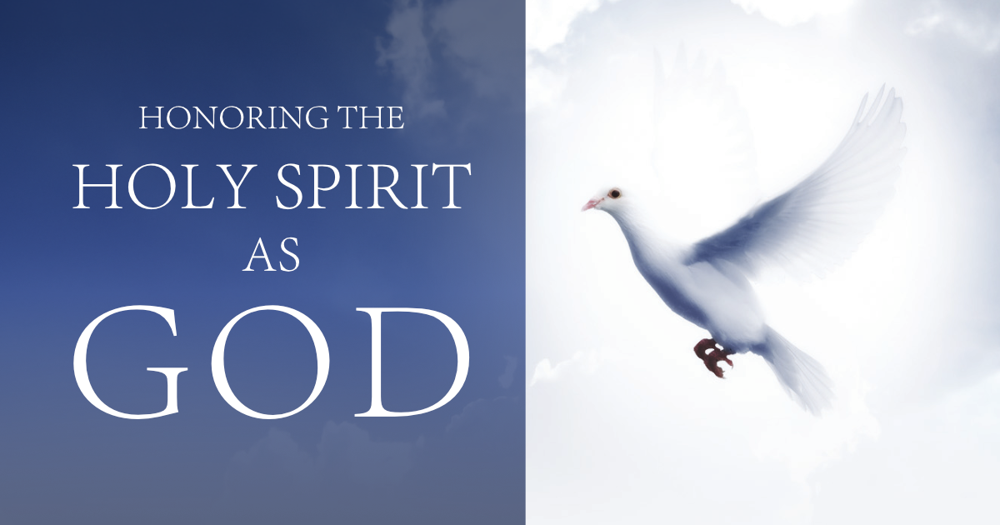 HONORING THE
HOLY SPIRIT
AS
GOD